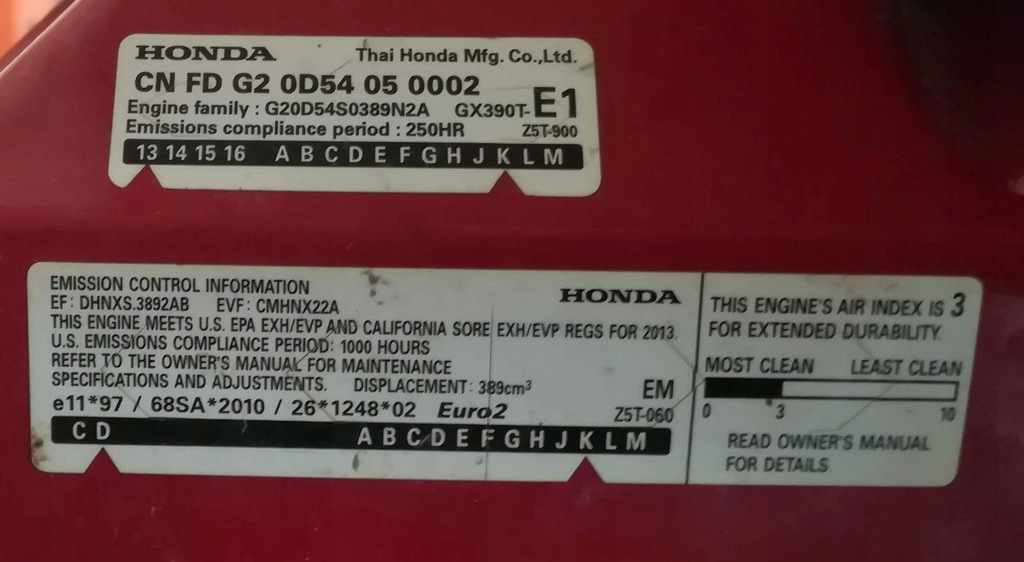 HONDA Thai Honda Mfg. Co.,Ltd.
CN FD G2 0D54 05 0002
Engine family : G20D54S0389N2A GX390T-E1
Emissions compliance period : 250HR Z5T-900
13 14 15 16 A B C D E F G H J K L M
EMISSION CONTROL INFORMATION
EF: DHNXS.3892AB EVF: CMHNX22A HONDA
THIS ENGINE MEETS U.S. EPA EXH/EVP AND CALIFORNIA SORE EXH/EVP REGS FOR 2013.
U.S. EMISSIONS COMPLIANCE PERIOD: 1000 HOURS
REFER TO THE OWNER'S MANUAL FOR MAINTENANCE
SPECIFICATIONS AND ADJUSTMENTS. DISPLACEMENT: 389cm³ EM
e11*97 / 68SA*2010 / 26*1248*02 Euro2 Z5T-060
C D A B C D E F G H J K L M
THIS ENGINE'S AIR INDEX IS 3
FOR EXTENDED DURABILITY.
MOST CLEAN LEAST CLEAN
0 3 10
READ OWNER'S MANUAL
FOR DETAILS